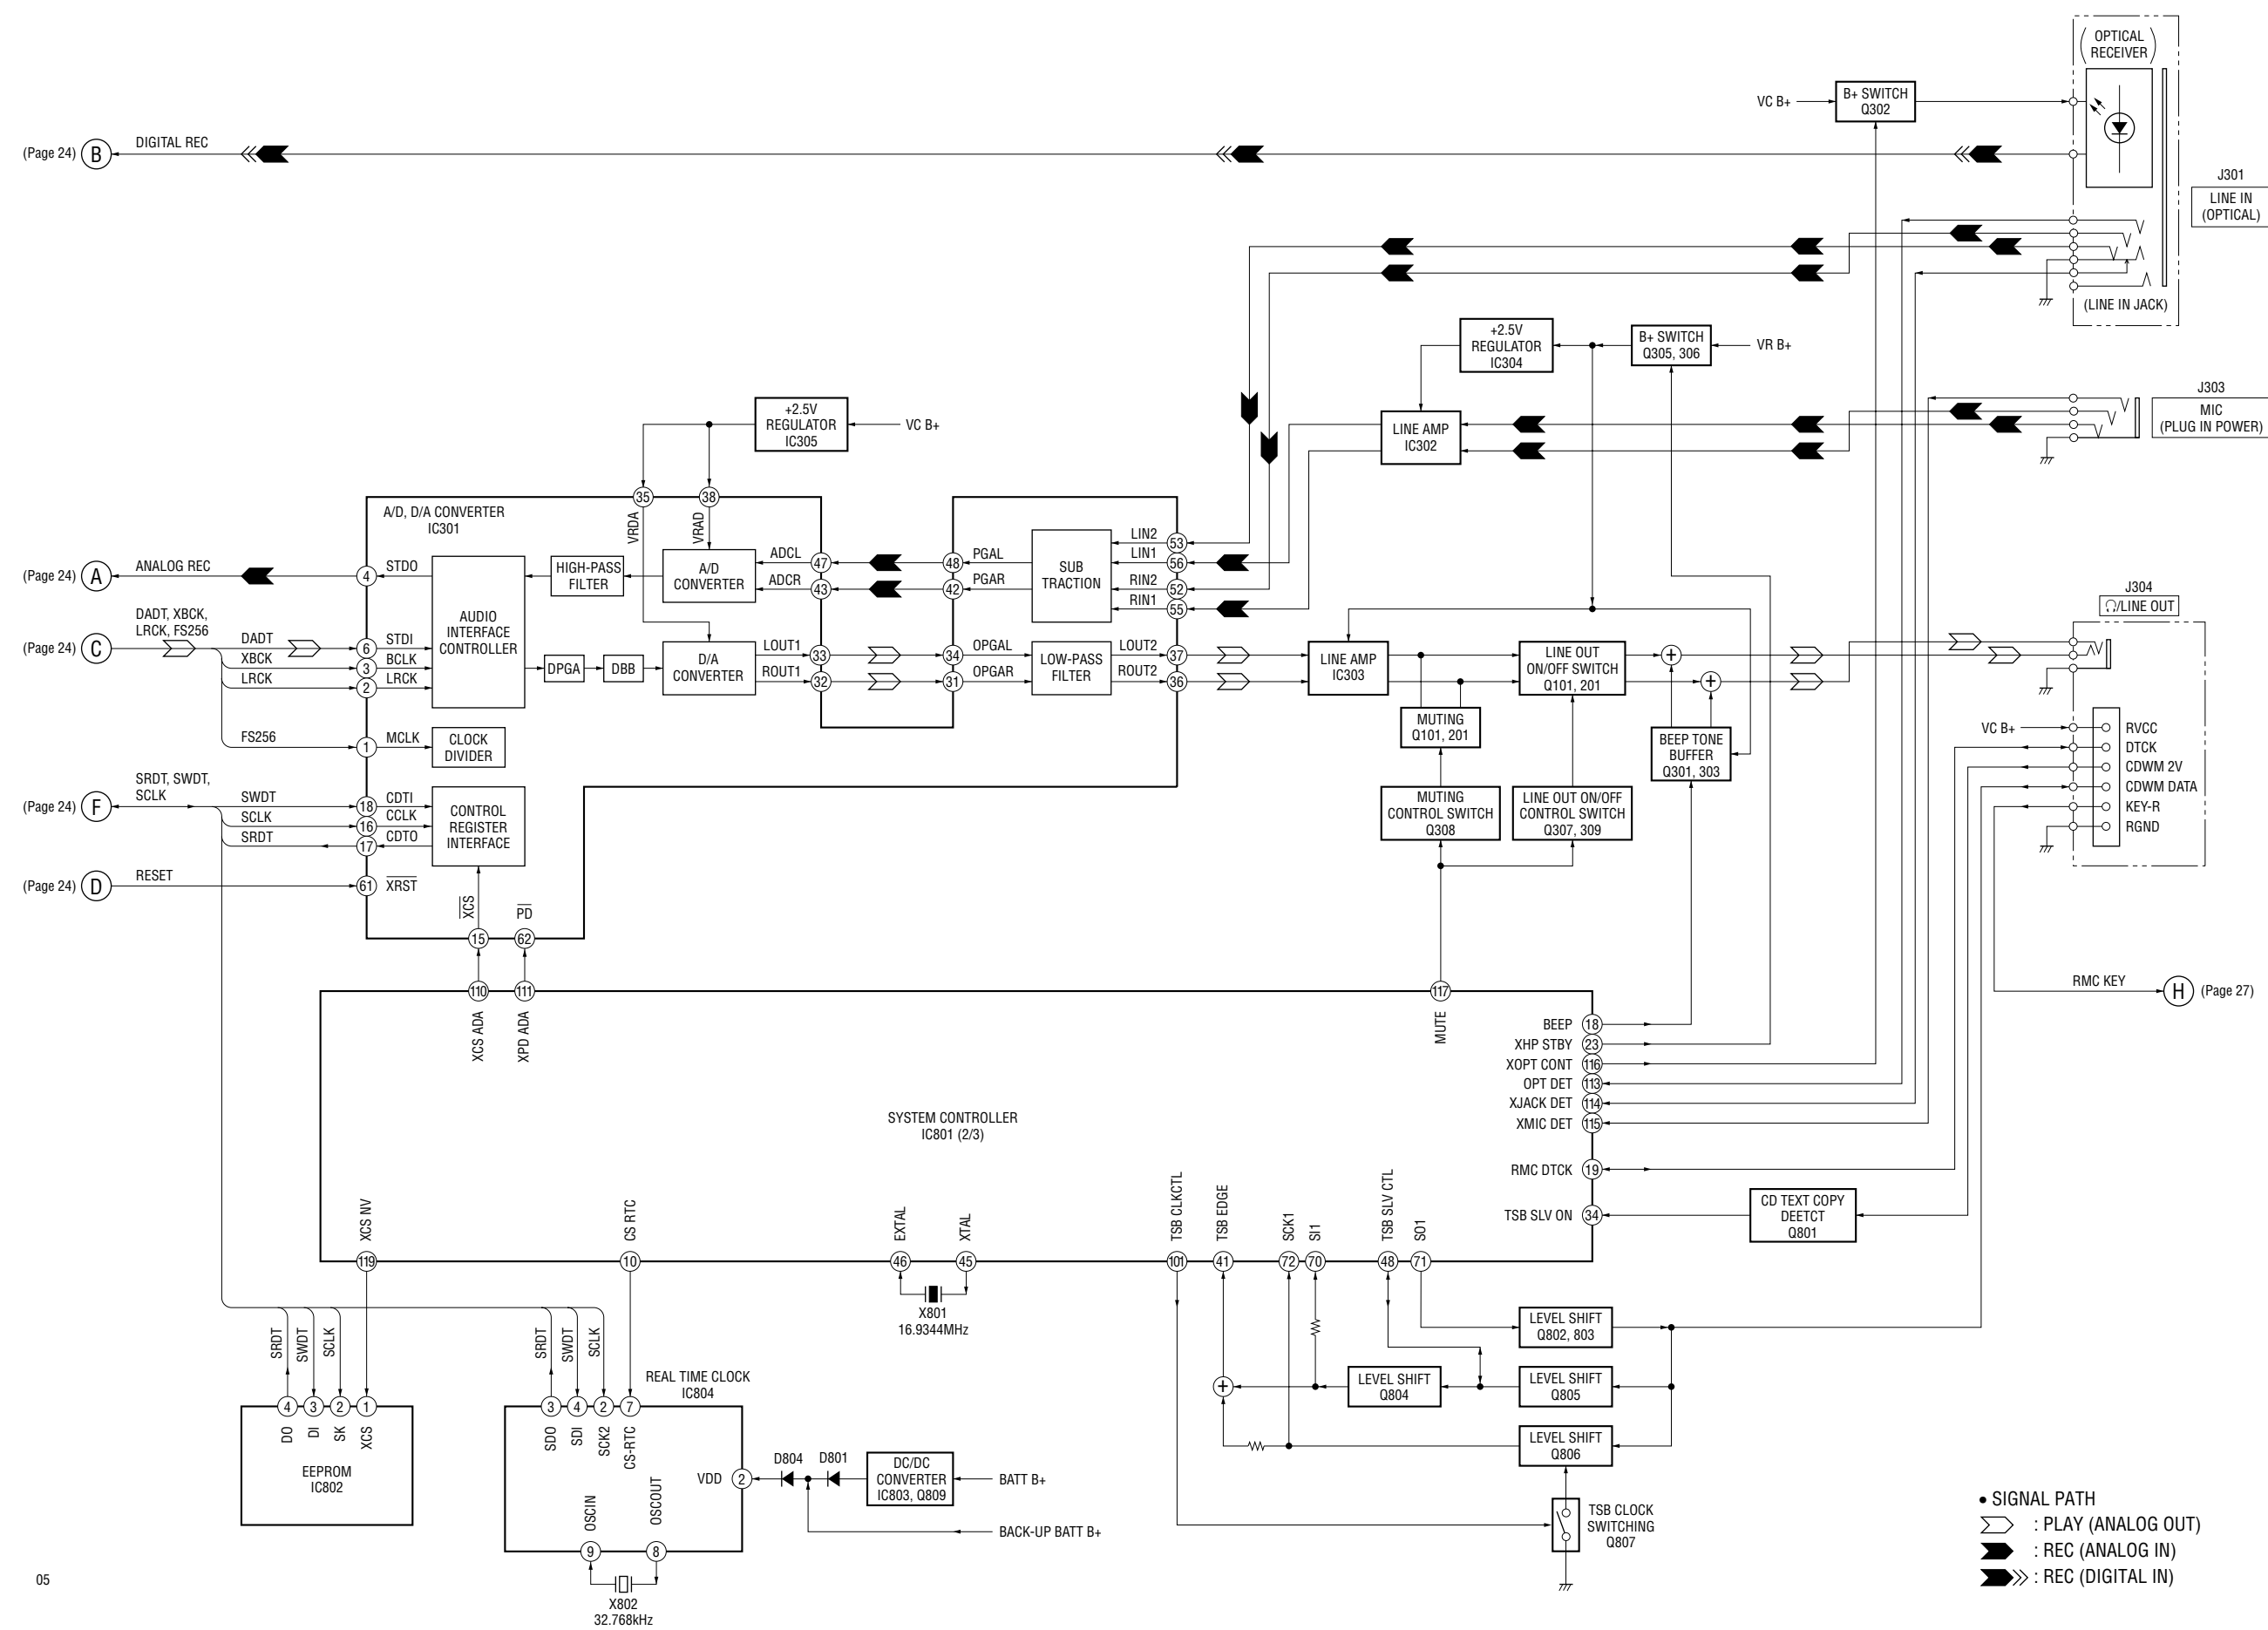 (
OPTICAL
RECEIVER
)
VC B+
B+ SWITCH
Q302
(Page 24)
B
DIGITAL REC
J301
LINE IN
(OPTICAL)
(LINE IN JACK)
+2.5V
REGULATOR
IC304
B+ SWITCH
Q305, 306
VR B+
J303
MIC
(PLUG IN POWER)
+2.5V
REGULATOR
IC305
VC B+
LINE AMP
IC302
35
38
A/D, D/A CONVERTER
IC301
VRDA
VRAD
(Page 24)
A
ANALOG REC
4
STDO
AUDIO
INTERFACE
CONTROLLER
HIGH-PASS
FILTER
A/D
CONVERTER
ADCL
47
ADCR
43
48
PGAL
42
PGAR
SUB
TRACTION
LIN2
53
LIN1
56
RIN2
52
RIN1
55
DADT, XBCK,
LRCK, FS256
(Page 24)
C
DADT
6
STDI
XBCK
3
BCLK
LRCK
2
LRCK
DPGA
DBB
D/A
CONVERTER
LOUT1
33
ROUT1
32
34
OPGAL
31
OPGAR
LOW-PASS
FILTER
LOUT2
37
ROUT2
36
LINE AMP
IC303
LINE OUT
ON/OFF SWITCH
Q101, 201
+
+
J304
Ω/LINE OUT
FS256
1
MCLK
CLOCK
DIVIDER
MUTING
Q101, 201
BEEP TONE
BUFFER
Q301, 303
VC B+
RVCC
DTCK
CDWM 2V
CDWM DATA
KEY-R
RGND
SRDT, SWDT,
SCLK
(Page 24)
F
SWDT
18
CDTI
SCLK
16
CCLK
SRDT
17
CDTO
CONTROL
REGISTER
INTERFACE
MUTING
CONTROL SWITCH
Q308
LINE OUT ON/OFF
CONTROL SWITCH
Q307, 309
(Page 24)
D
RESET
61
XRST
XCS
PD
15
62
110
111
117
XCS ADA
XPD ADA
MUTE
RMC KEY
H
(Page 27)
BEEP
18
XHP STBY
23
XOPT CONT
116
OPT DET
113
XJACK DET
114
XMIC DET
115
SYSTEM CONTROLLER
IC801 (2/3)
RMC DTCK
19
TSB SLV ON
34
CD TEXT COPY
DEETCT
Q801
XCS NV
CS RTC
EXTAL
XTAL
TSB CLKCTL
TSB EDGE
SCK1
SI1
TSB SLV CTL
SO1
119
10
46
45
101
41
72
70
48
71
X801
16.9344MHz
LEVEL SHIFT
Q802, 803
SRDT
SWDT
SCLK
SRDT
SWDT
SCLK
REAL TIME CLOCK
IC804
+
LEVEL SHIFT
Q804
LEVEL SHIFT
Q805
4
3
2
1
DO
DI
SK
XCS
EEPROM
IC802
3
4
2
7
SDO
SDI
SCK2
CS-RTC
LEVEL SHIFT
Q806
VDD
2
D804
D801
DC/DC
CONVERTER
IC803, Q809
BATT B+
BACK-UP BATT B+
OSCIN
OSCOUT
9
8
X802
32.768kHz
TSB CLOCK
SWITCHING
Q807
• SIGNAL PATH
: PLAY (ANALOG OUT)
: REC (ANALOG IN)
: REC (DIGITAL IN)
05